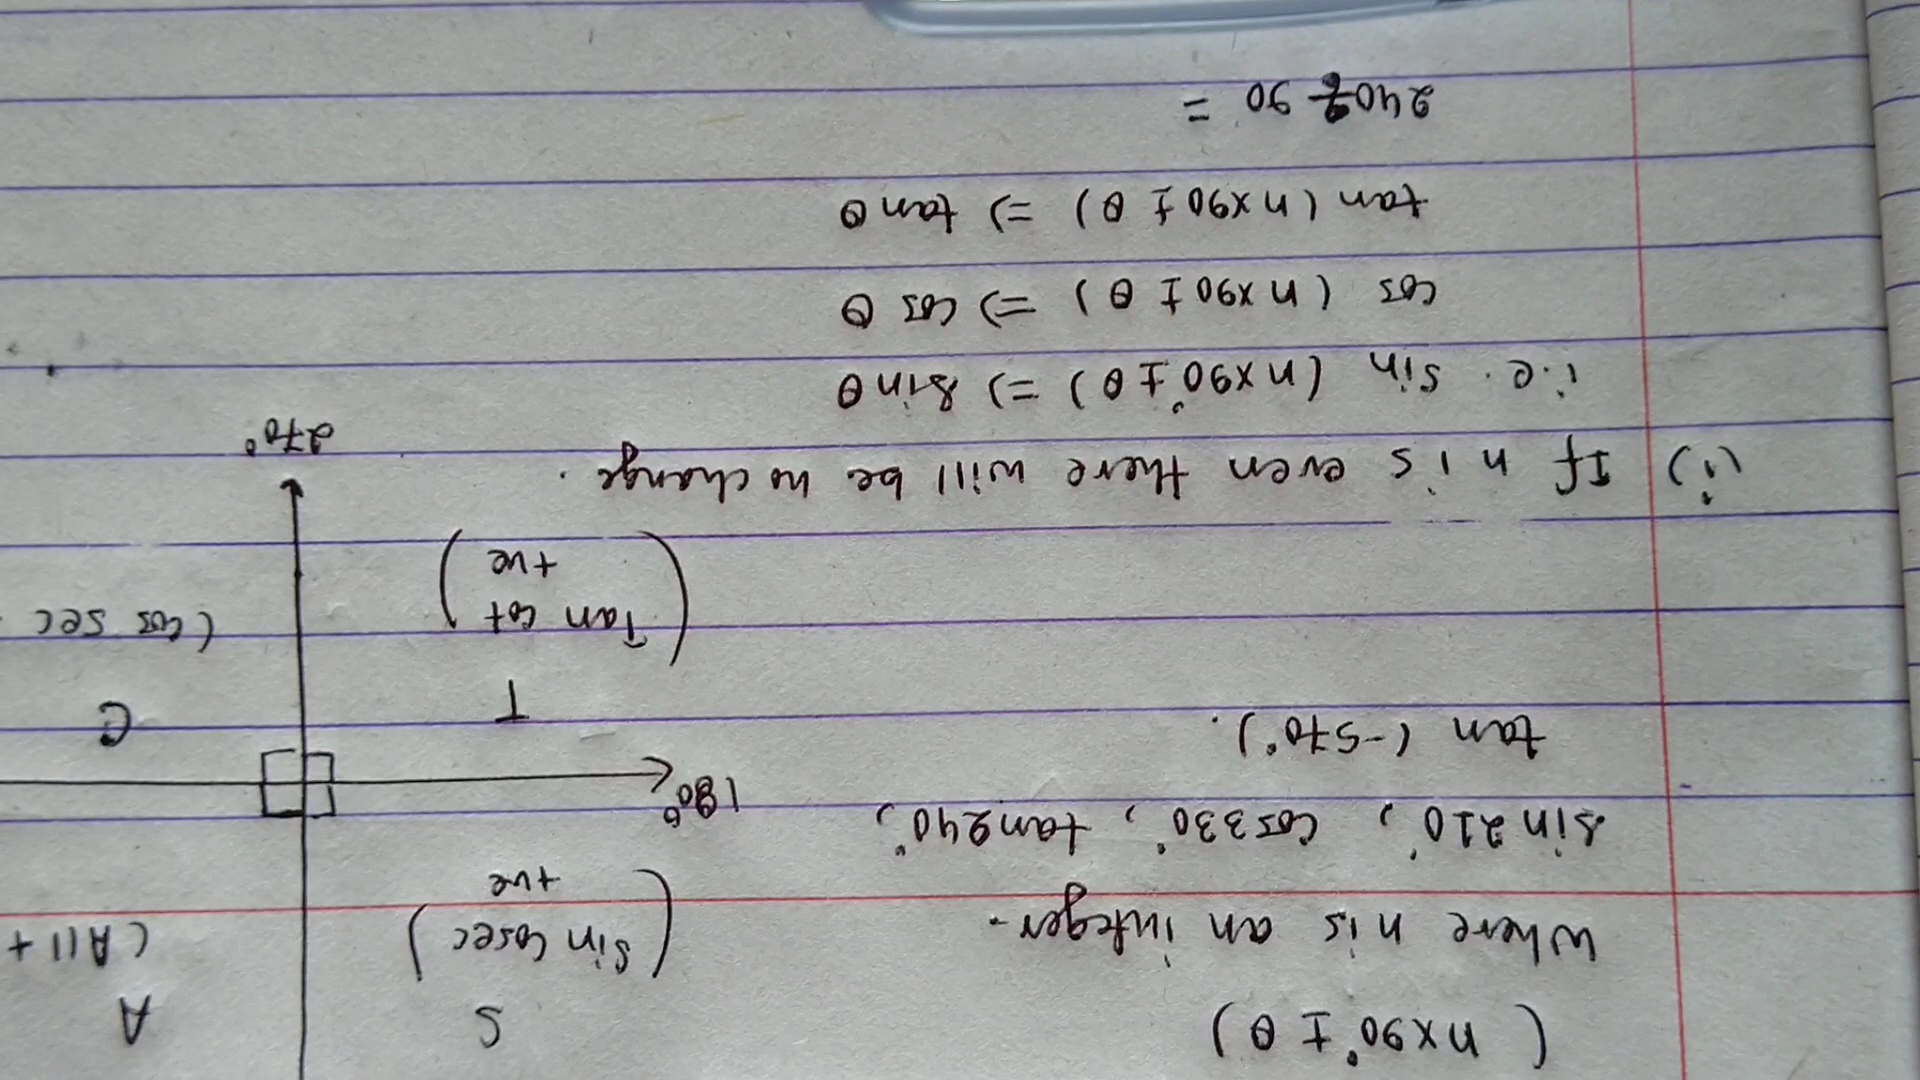 (n×90° ± θ)
where n is an integer.
sin 210°, cos 330°, tan 240°,
tan (-570°).
S
(sin cosec)
+ve
A
(All +
180°
T
(Tan cot
+ve)
C
(cos sec
270°
(i) If n is even there will be no change.
i.e. sin (n×90° ± θ) => sin θ
cos (n×90 ± θ) => cos θ
tan (n×90 ± θ) => tan θ
90 =